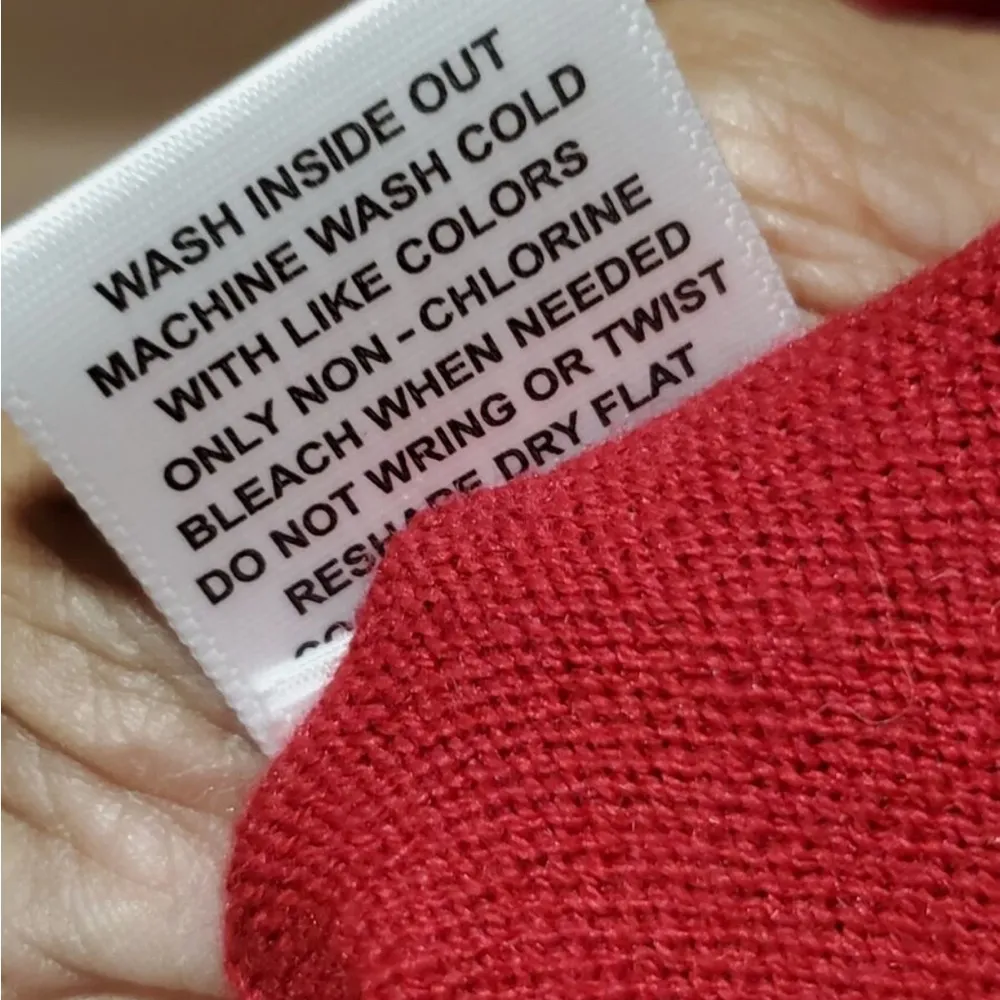 WASH INSIDE OUT
MACHINE WASH COLD
WITH LIKE COLORS
ONLY NON-CHLORINE
BLEACH WHEN NEEDED
DO NOT WRING OR TWIST
RESHAPE DRY FLAT